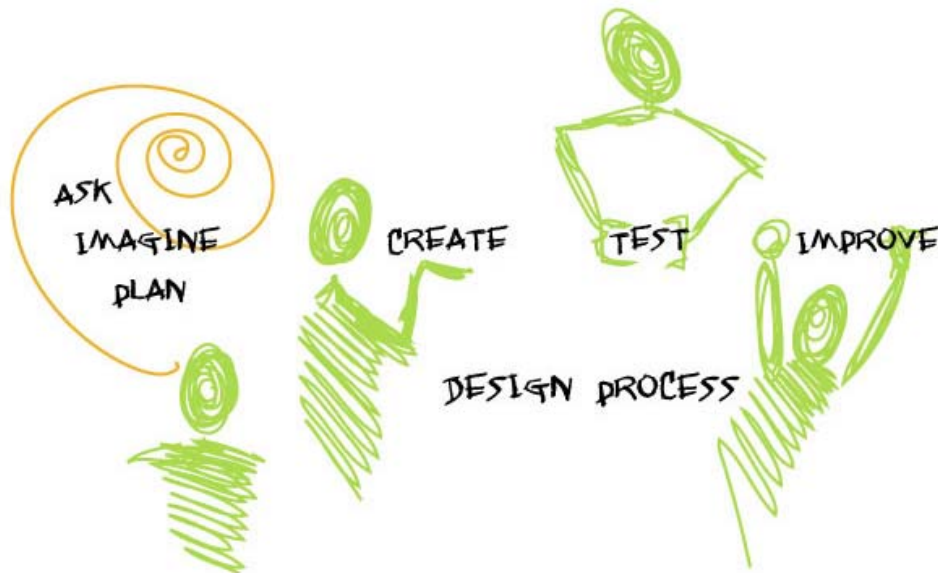 ASK
IMAGINE
PLAN
CREATE
TEST
IMPROVE
DESIGN PROCESS